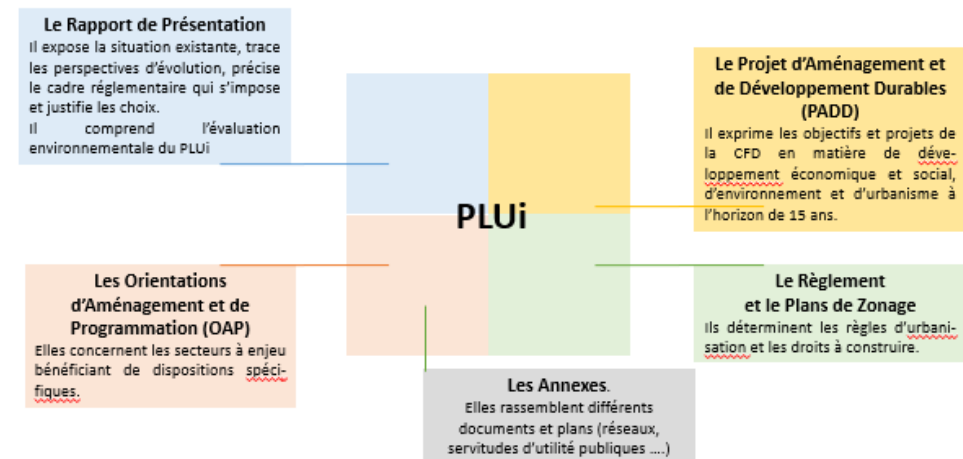 Le Rapport de Présentation
Il expose la situation existante, trace
les perspectives d'évolution, précise
le cadre réglementaire qui s'impose
et justifie les choix.
Il comprend l'évaluation
environnementale du PLUi
Le Projet d'Aménagement et
de Développement Durables
(PADD)
Il exprime les objectifs et projets de
la CFD en matière de déve-
loppement économique et social,
d'environnement et d'urbanisme à
l'horizon de 15 ans.
PLUi
Les Orientations
d'Aménagement et de
Programmation (OAP)
Elles concernent les secteurs à enjeu
bénéficiant de dispositions spéci-
fiques.
Le Règlement
et le Plans de Zonage
Ils déterminent les règles d'urbani-
sation et les droits à construire.
Les Annexes.
Elles rassemblent différents
documents et plans (réseaux,
servitudes d'utilité publiques ....)